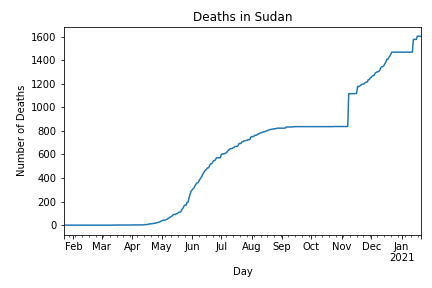 Deaths in Sudan
Number of Deaths
1600
1400
1200
1000
800
600
400
200
0
Feb Mar Apr May Jun Jul Aug Sep Oct Nov Dec Jan
2021
Day